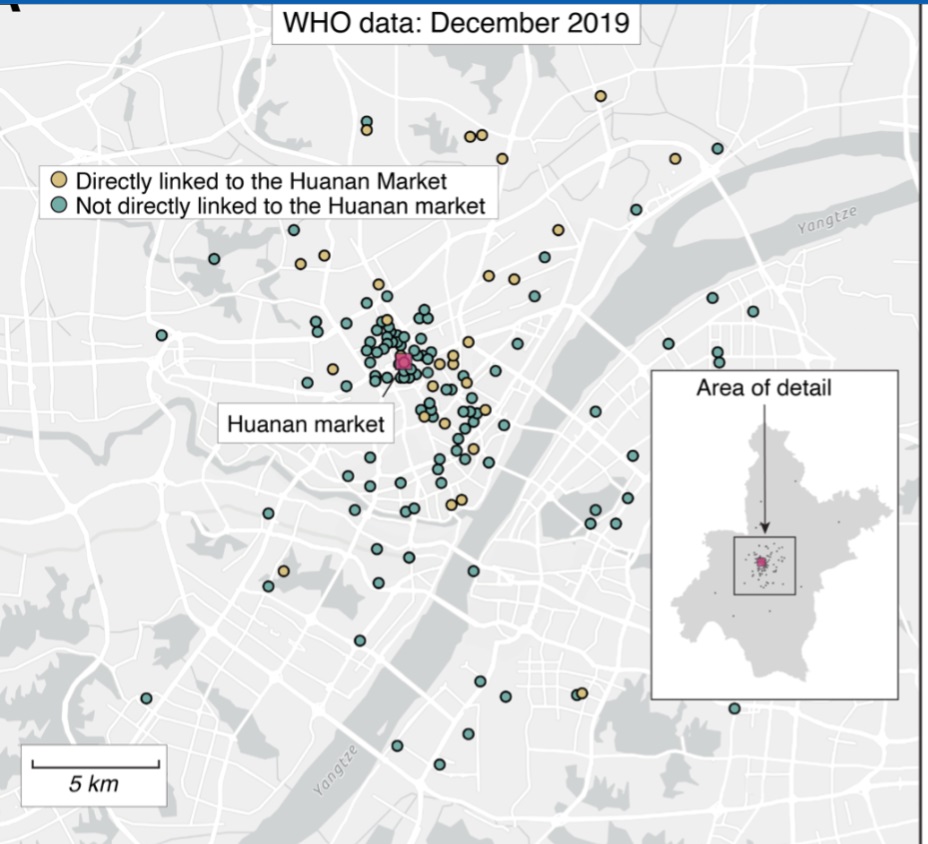 WHO data: December 2019
Directly linked to the Huanan Market
Not directly linked to the Huanan market
Yangtze
Area of detail
Huanan market
Yangtze
5 km